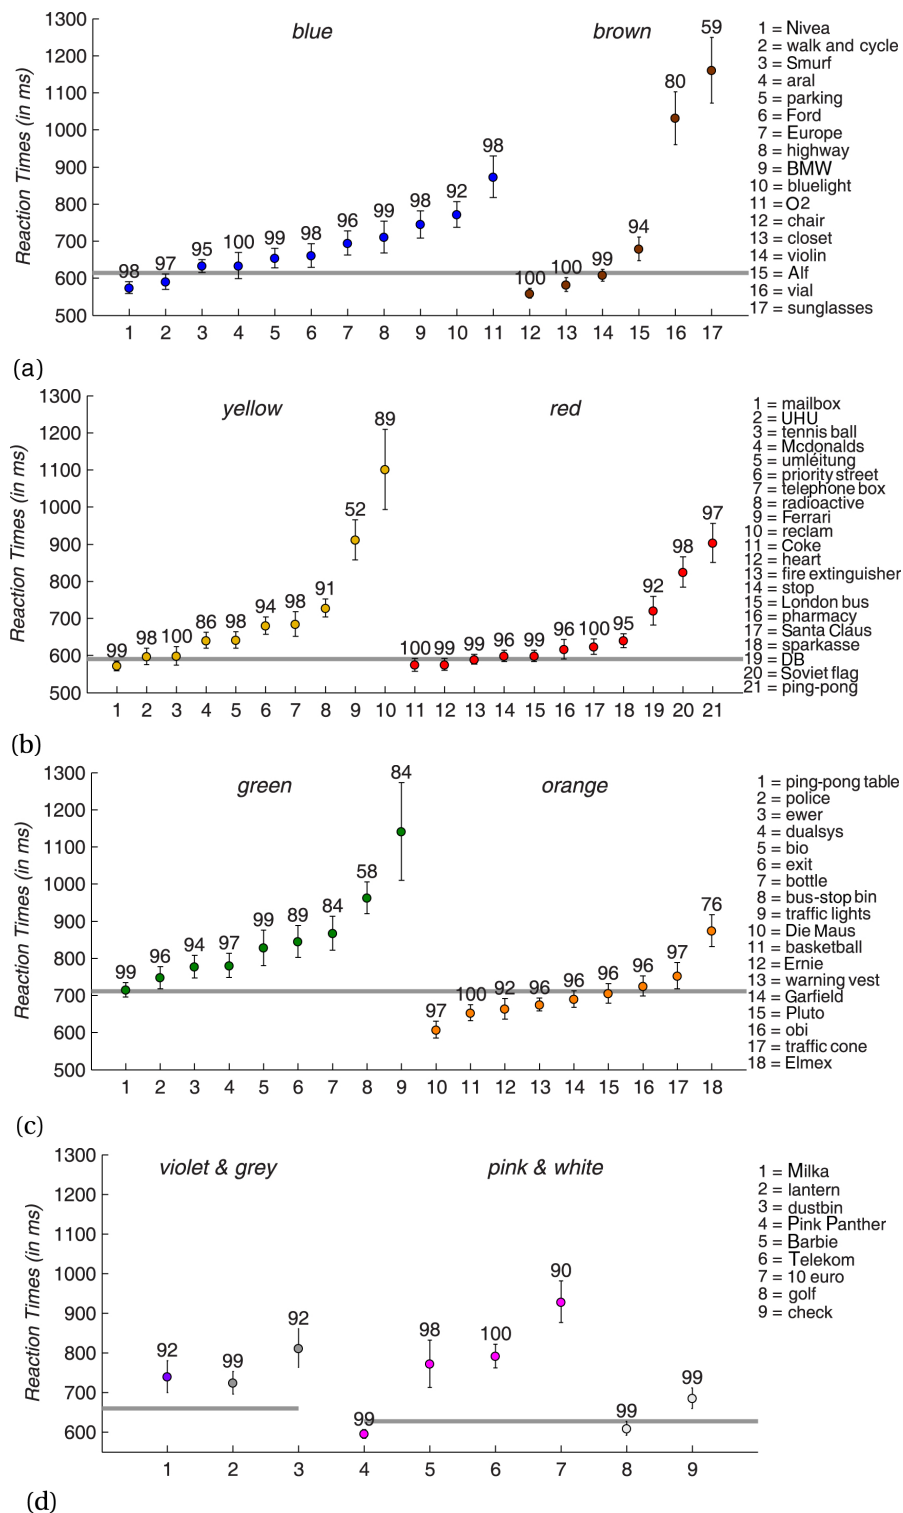 1300
1200
1100
1000
900
800
700
600
500
Reaction Times (in ms)
blue
brown
98
97
95
100
99
98
96
99
98
92
98
100
100
99
94
80
59
1 2 3 4 5 6 7 8 9 10 11 12 13 14 15 16 17
1 = Nivea
2 = walk and cycle
3 = Smurf
4 = aral
5 = parking
6 = Ford
7 = Europe
8 = highway
9 = BMW
10 = bluelight
11 = O2
12 = chair
13 = closet
14 = violin
15 = Alf
16 = vial
17 = sunglasses
(a)
1300
1200
1100
1000
900
800
700
600
500
Reaction Times (in ms)
yellow
red
99
98
100
86
98
94
98
91
52
89
100
99
99
96
99
96
100
95
92
98
97
1 2 3 4 5 6 7 8 9 10 11 12 13 14 15 16 17 18 19 20 21
1 = mailbox
2 = UHU
3 = tennis ball
4 = Mcdonalds
5 = umleitung
6 = priority street
7 = telephone box
8 = radioactive
9 = Ferrari
10 = reclam
11 = Coke
12 = heart
13 = fire extinguisher
14 = stop
15 = London bus
16 = pharmacy
17 = Santa Claus
18 = sparkasse
19 = DB
20 = Soviet flag
21 = ping-pong
(b)
1300
1200
1100
1000
900
800
700
600
500
Reaction Times (in ms)
green
orange
99
96
94
97
99
89
84
58
84
97
100
92
96
96
96
96
97
76
1 2 3 4 5 6 7 8 9 10 11 12 13 14 15 16 17 18
1 = ping-pong table
2 = police
3 = ewer
4 = dualsys
5 = bio
6 = exit
7 = bottle
8 = bus-stop bin
9 = traffic lights
10 = Die Maus
11 = basketball
12 = Ernie
13 = warning vest
14 = Garfield
15 = Pluto
16 = obi
17 = traffic cone
18 = Elmex
(c)
1300
1200
1100
1000
900
800
700
600
Reaction Times (in ms)
violet & grey
pink & white
92
99
92
99
98
100
90
99
99
1 2 3 4 5 6 7 8 9
1 = Milka
2 = lantern
3 = dustbin
4 = Pink Panther
5 = Barbie
6 = Telekom
7 = 10 euro
8 = golf
9 = check
(d)